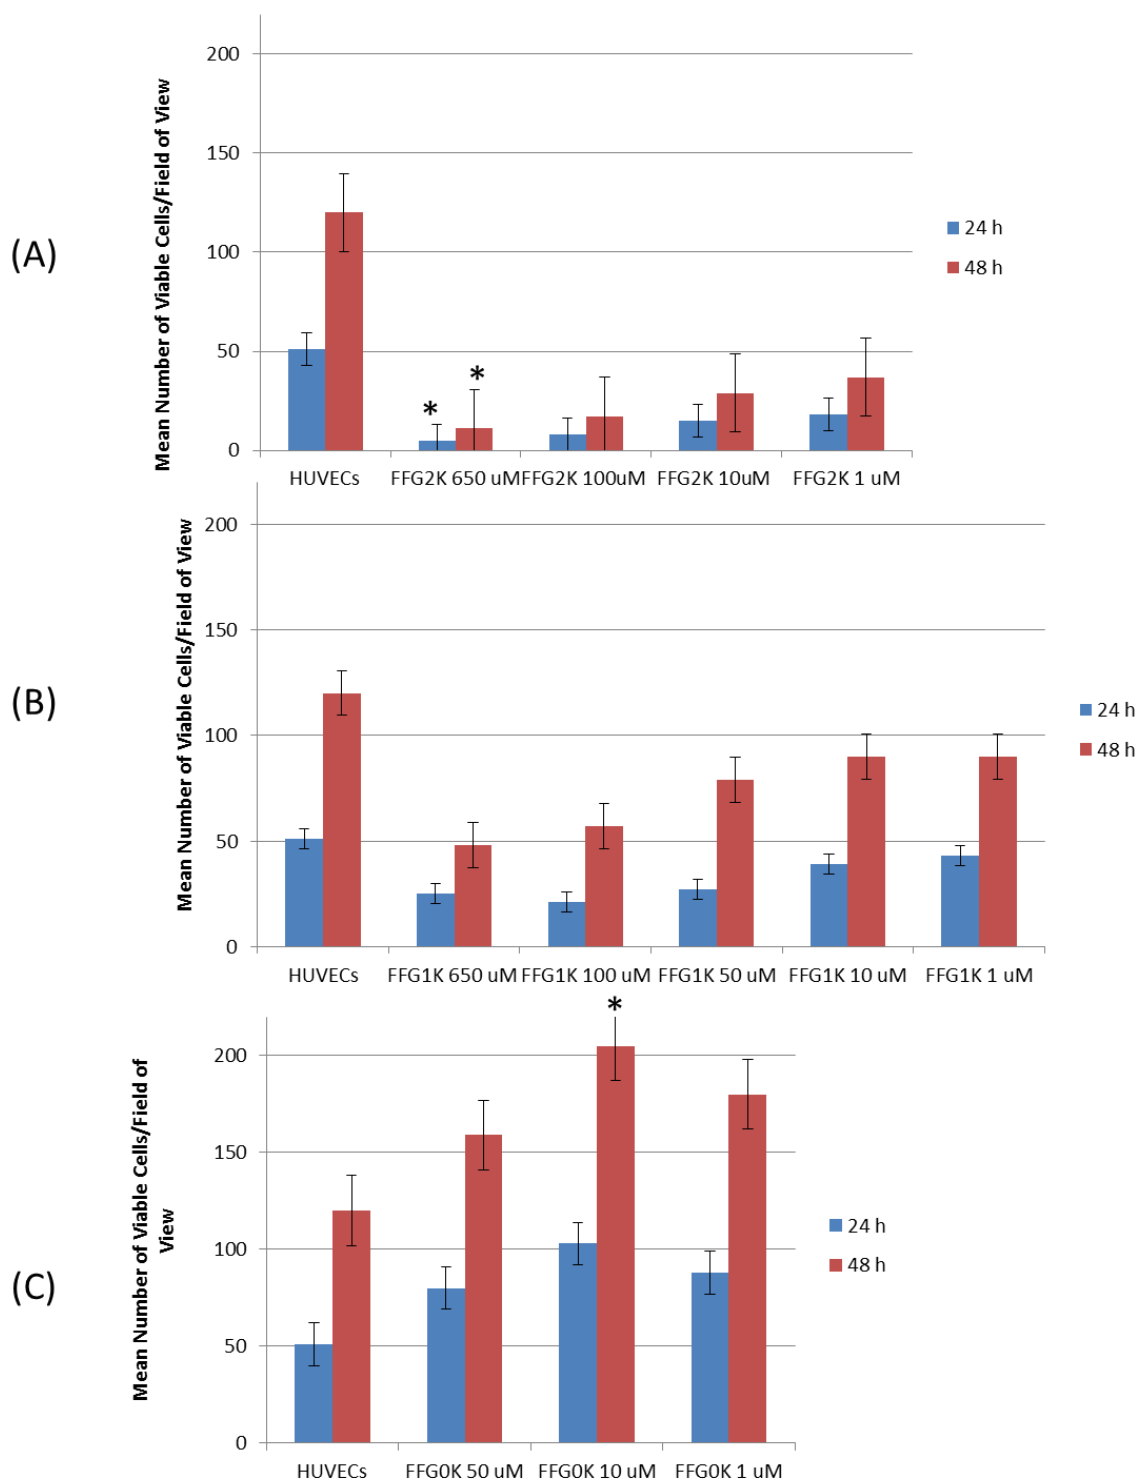 (A)
Mean Number of Viable Cells/Field of View
200
150
100
50
0
*
*
HUVECs FFG2K 650 uM FFG2K 100uM FFG2K 10uM FFG2K 1 uM
24 h
48 h
(B)
Mean Number of Viable Cells/Field of View
200
150
100
50
0
HUVECs FFG1K 650 uM FFG1K 100 uM FFG1K 50 uM FFG1K 10 uM FFG1K 1 uM
24 h
48 h
(C)
Mean Number of Viable Cells/Field of
View
200
150
100
50
0
*
HUVECs FFG0K 50 uM FFG0K 10 uM FFG0K 1 uM
24 h
48 h